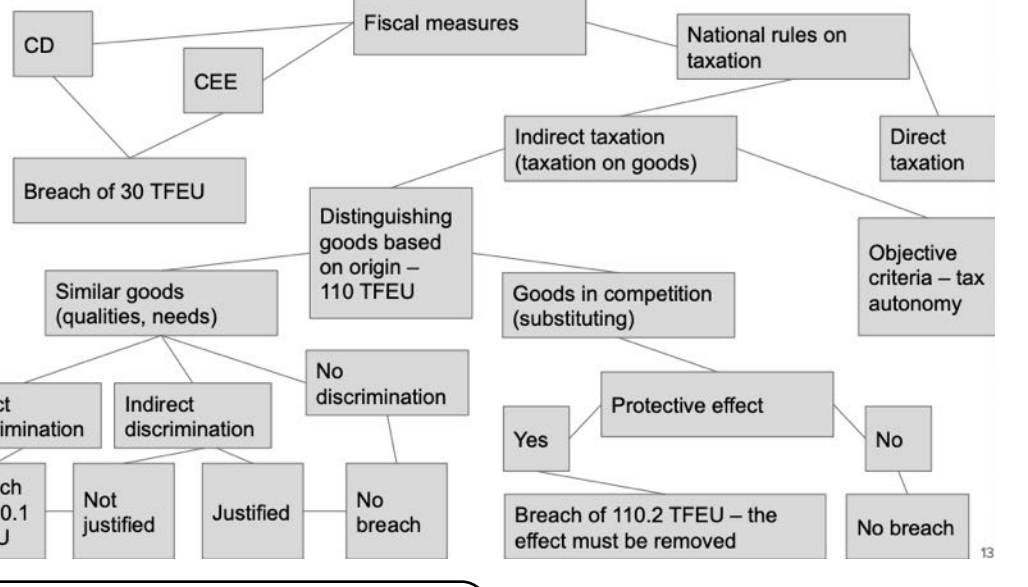 Fiscal measures
CD
National rules on
taxation
CEE
Indirect taxation
(taxation on goods)
Direct
taxation
Breach of 30 TFEU
Distinguishing
goods based
on origin –
110 TFEU
Objective
criteria – tax
autonomy
Similar goods
(qualities, needs)
Goods in competition
(substituting)
No
discrimination
Protective effect
Indirect
discrimination
Yes
No
Not
justified
Justified
No
breach
Breach of 110.2 TFEU – the
effect must be removed
No breach
13